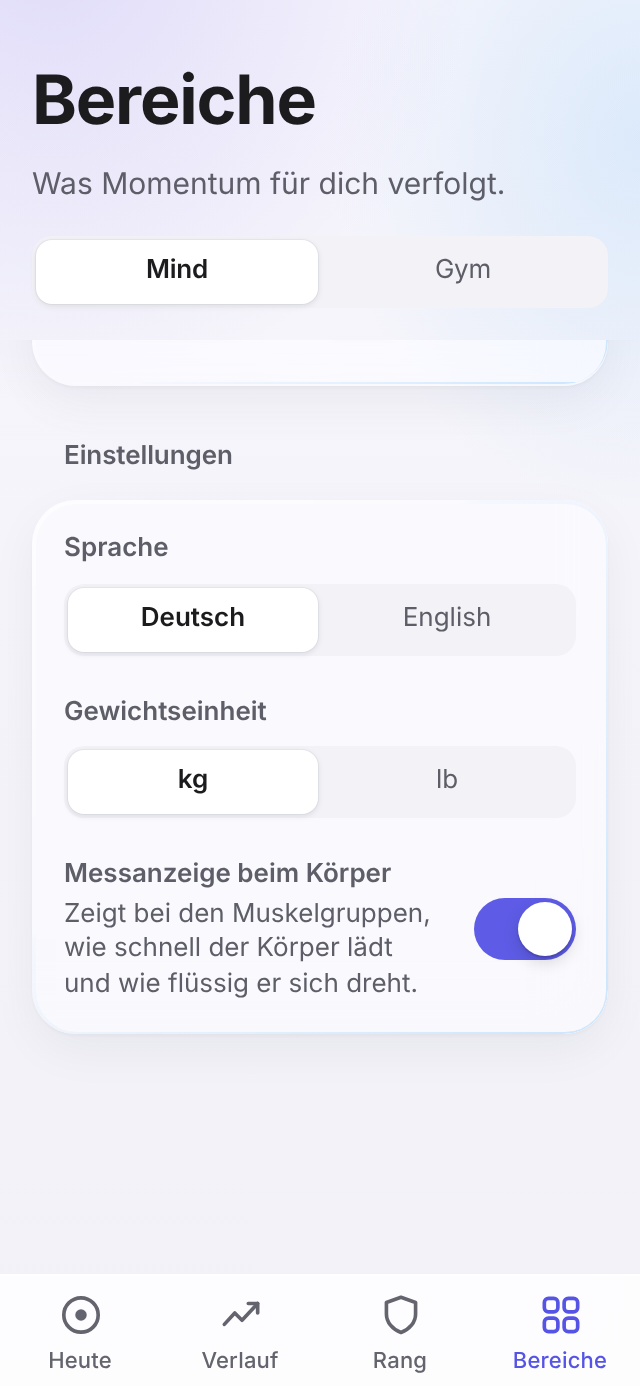 Bereiche
Was Momentum für dich verfolgt.
Mind
Gym
Einstellungen
Sprache
Deutsch
English
Gewichtseinheit
kg
lb
Messanzeige beim Körper
Zeigt bei den Muskelgruppen,
wie schnell der Körper lädt
und wie flüssig er sich dreht.
Heute
Verlauf
Rang
Bereiche